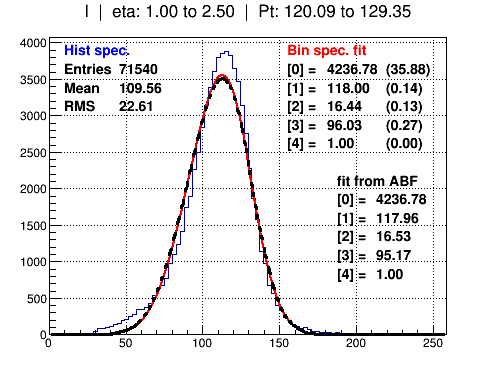 I | eta: 1.00 to 2.50 | Pt: 120.09 to 129.35
Hist spec.
Entries 71540
Mean 109.56
RMS 22.61
Bin spec. fit
[0] = 4236.78 (35.88)
[1] = 118.00 (0.14)
[2] = 16.44 (0.13)
[3] = 96.03 (0.27)
[4] = 1.00 (0.00)
fit from ABF
[0] = 4236.78
[1] = 117.96
[2] = 16.53
[3] = 95.17
[4] = 1.00
4000
3500
3000
2500
2000
1500
1000
500
0
0 50 100 150 200 250